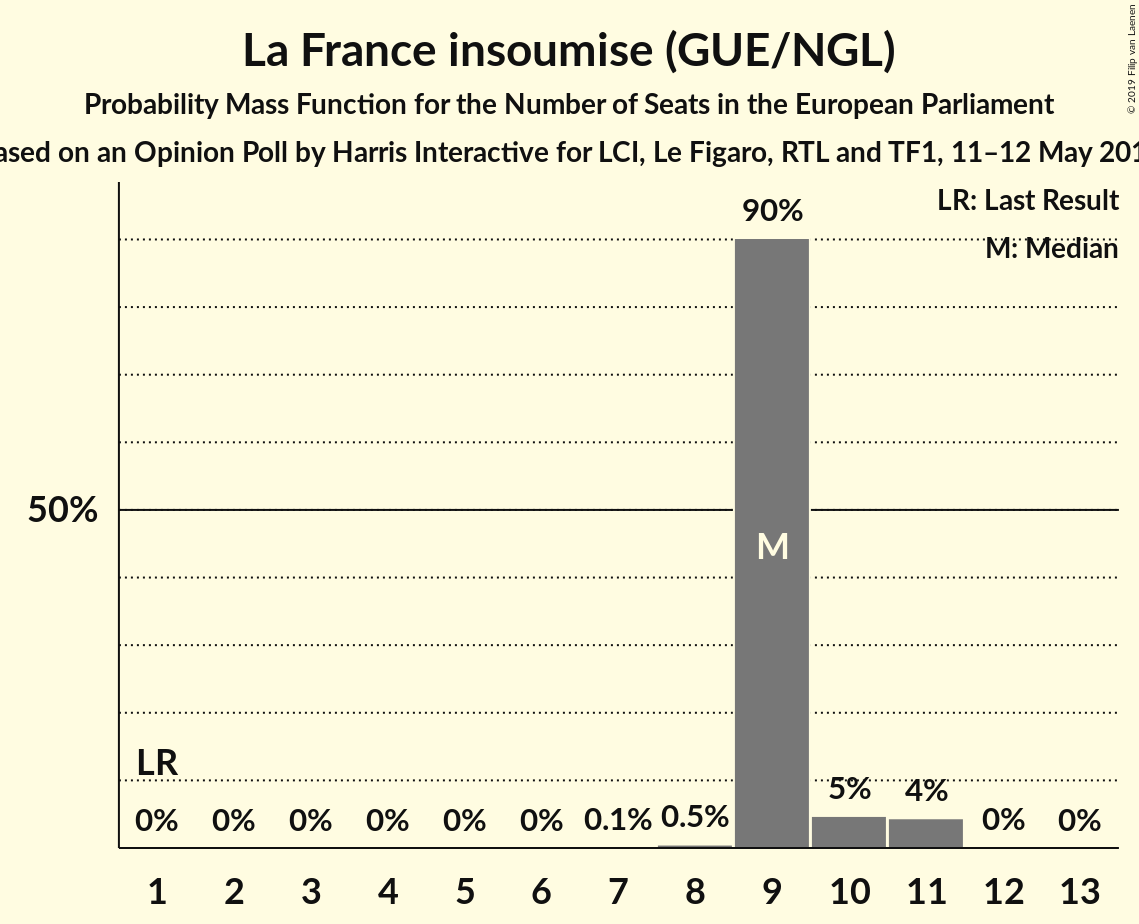 La France insoumise (GUE/NGL)
Probability Mass Function for the Number of Seats in the European Parliament
ased on an Opinion Poll by Harris Interactive for LCI, Le Figaro, RTL and TF1, 11–12 May 201
© 2019 Filip van Laenen
LR: Last Result
M: Median
90%
50%
M
LR
0% 0% 0% 0% 0% 0% 0.1% 0.5% 5% 4% 0% 0%
1 2 3 4 5 6 7 8 9 10 11 12 13